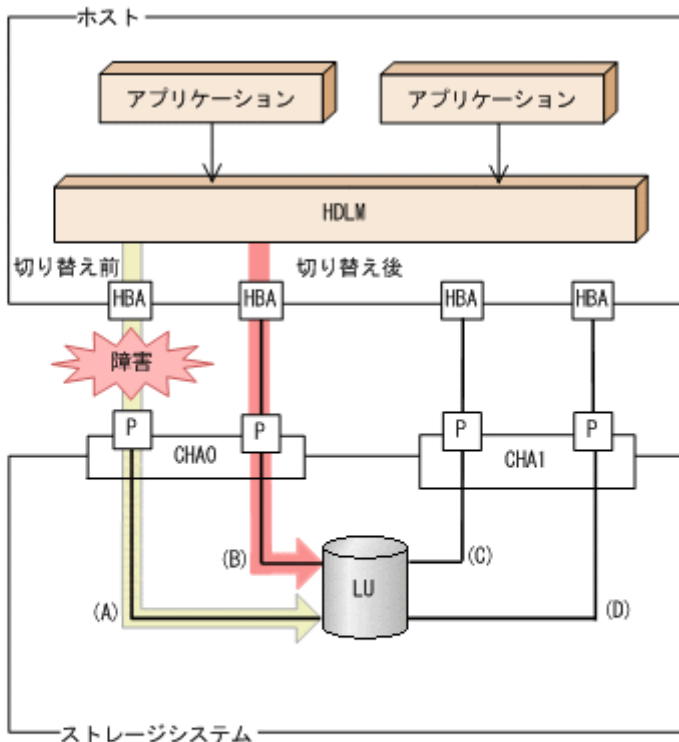 ホスト
アプリケーション
アプリケーション
HDLM
切り替え前
切り替え後
HBA
HBA
HBA
HBA
障害
P
P
P
P
CHA0
CHA1
(B)
(C)
LU
(A)
(D)
ストレージシステム